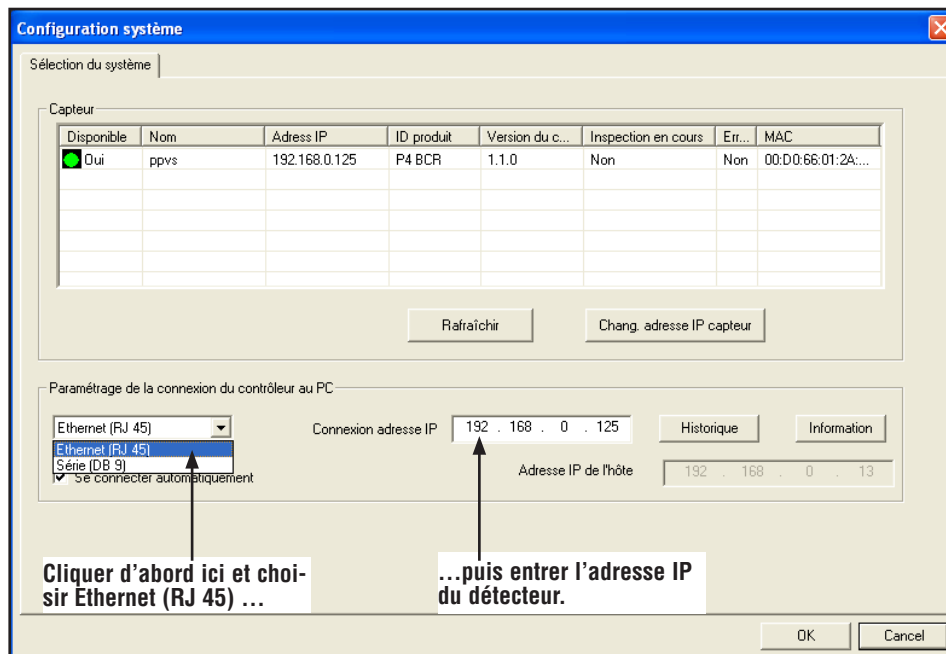 Configuration système
Sélection du système
Capteur
Disponible Nom Adress IP ID produit Version du c... Inspection en cours Err... MAC
Oui ppvs 192.168.0.125 P4 BCR 1.1.0 Non Non 00:D0:66:01:2A:...
Rafraîchir Chang. adresse IP capteur
Paramétrage de la connexion du contrôleur au PC
Ethernet (RJ 45) Connexion adresse IP 192 . 168 . 0 . 125 Historique Information
Ethernet (RJ 45)
Série (DB 9)
Se connecter automatiquement Adresse IP de l'hôte 192 . 168 . 0 . 13
Cliquer d’abord ici et choi-
sir Ethernet (RJ 45) …
…puis entrer l’adresse IP
du détecteur.
OK Cancel